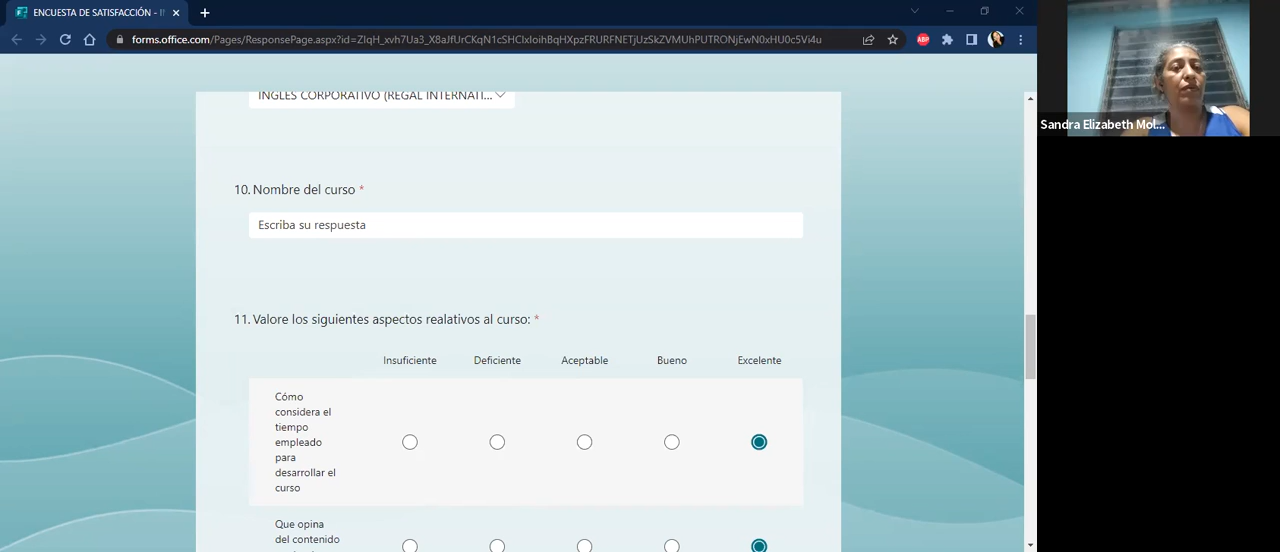 ENCUESTA DE SATISFACCIÓN - I
forms.office.com/Pages/ResponsePage.aspx?id=ZIqH_xvh7Ua3_X8aJfUrCKqN1cSHCIxIoihBqHXpzFRURFNETjUzSkZVMUhPUTRONjEwN0xHU0c5Vi4u
ABP
INGLES CORPORATIVO (REGAL INTERNATI...
Sandra Elizabeth Mol...
10. Nombre del curso *
Escriba su respuesta
11. Valore los siguientes aspectos realativos al curso: *
Insuficiente Deficiente Aceptable Bueno Excelente
Cómo
considera el
tiempo
empleado
para
desarrollar el
curso
Que opina
del contenido